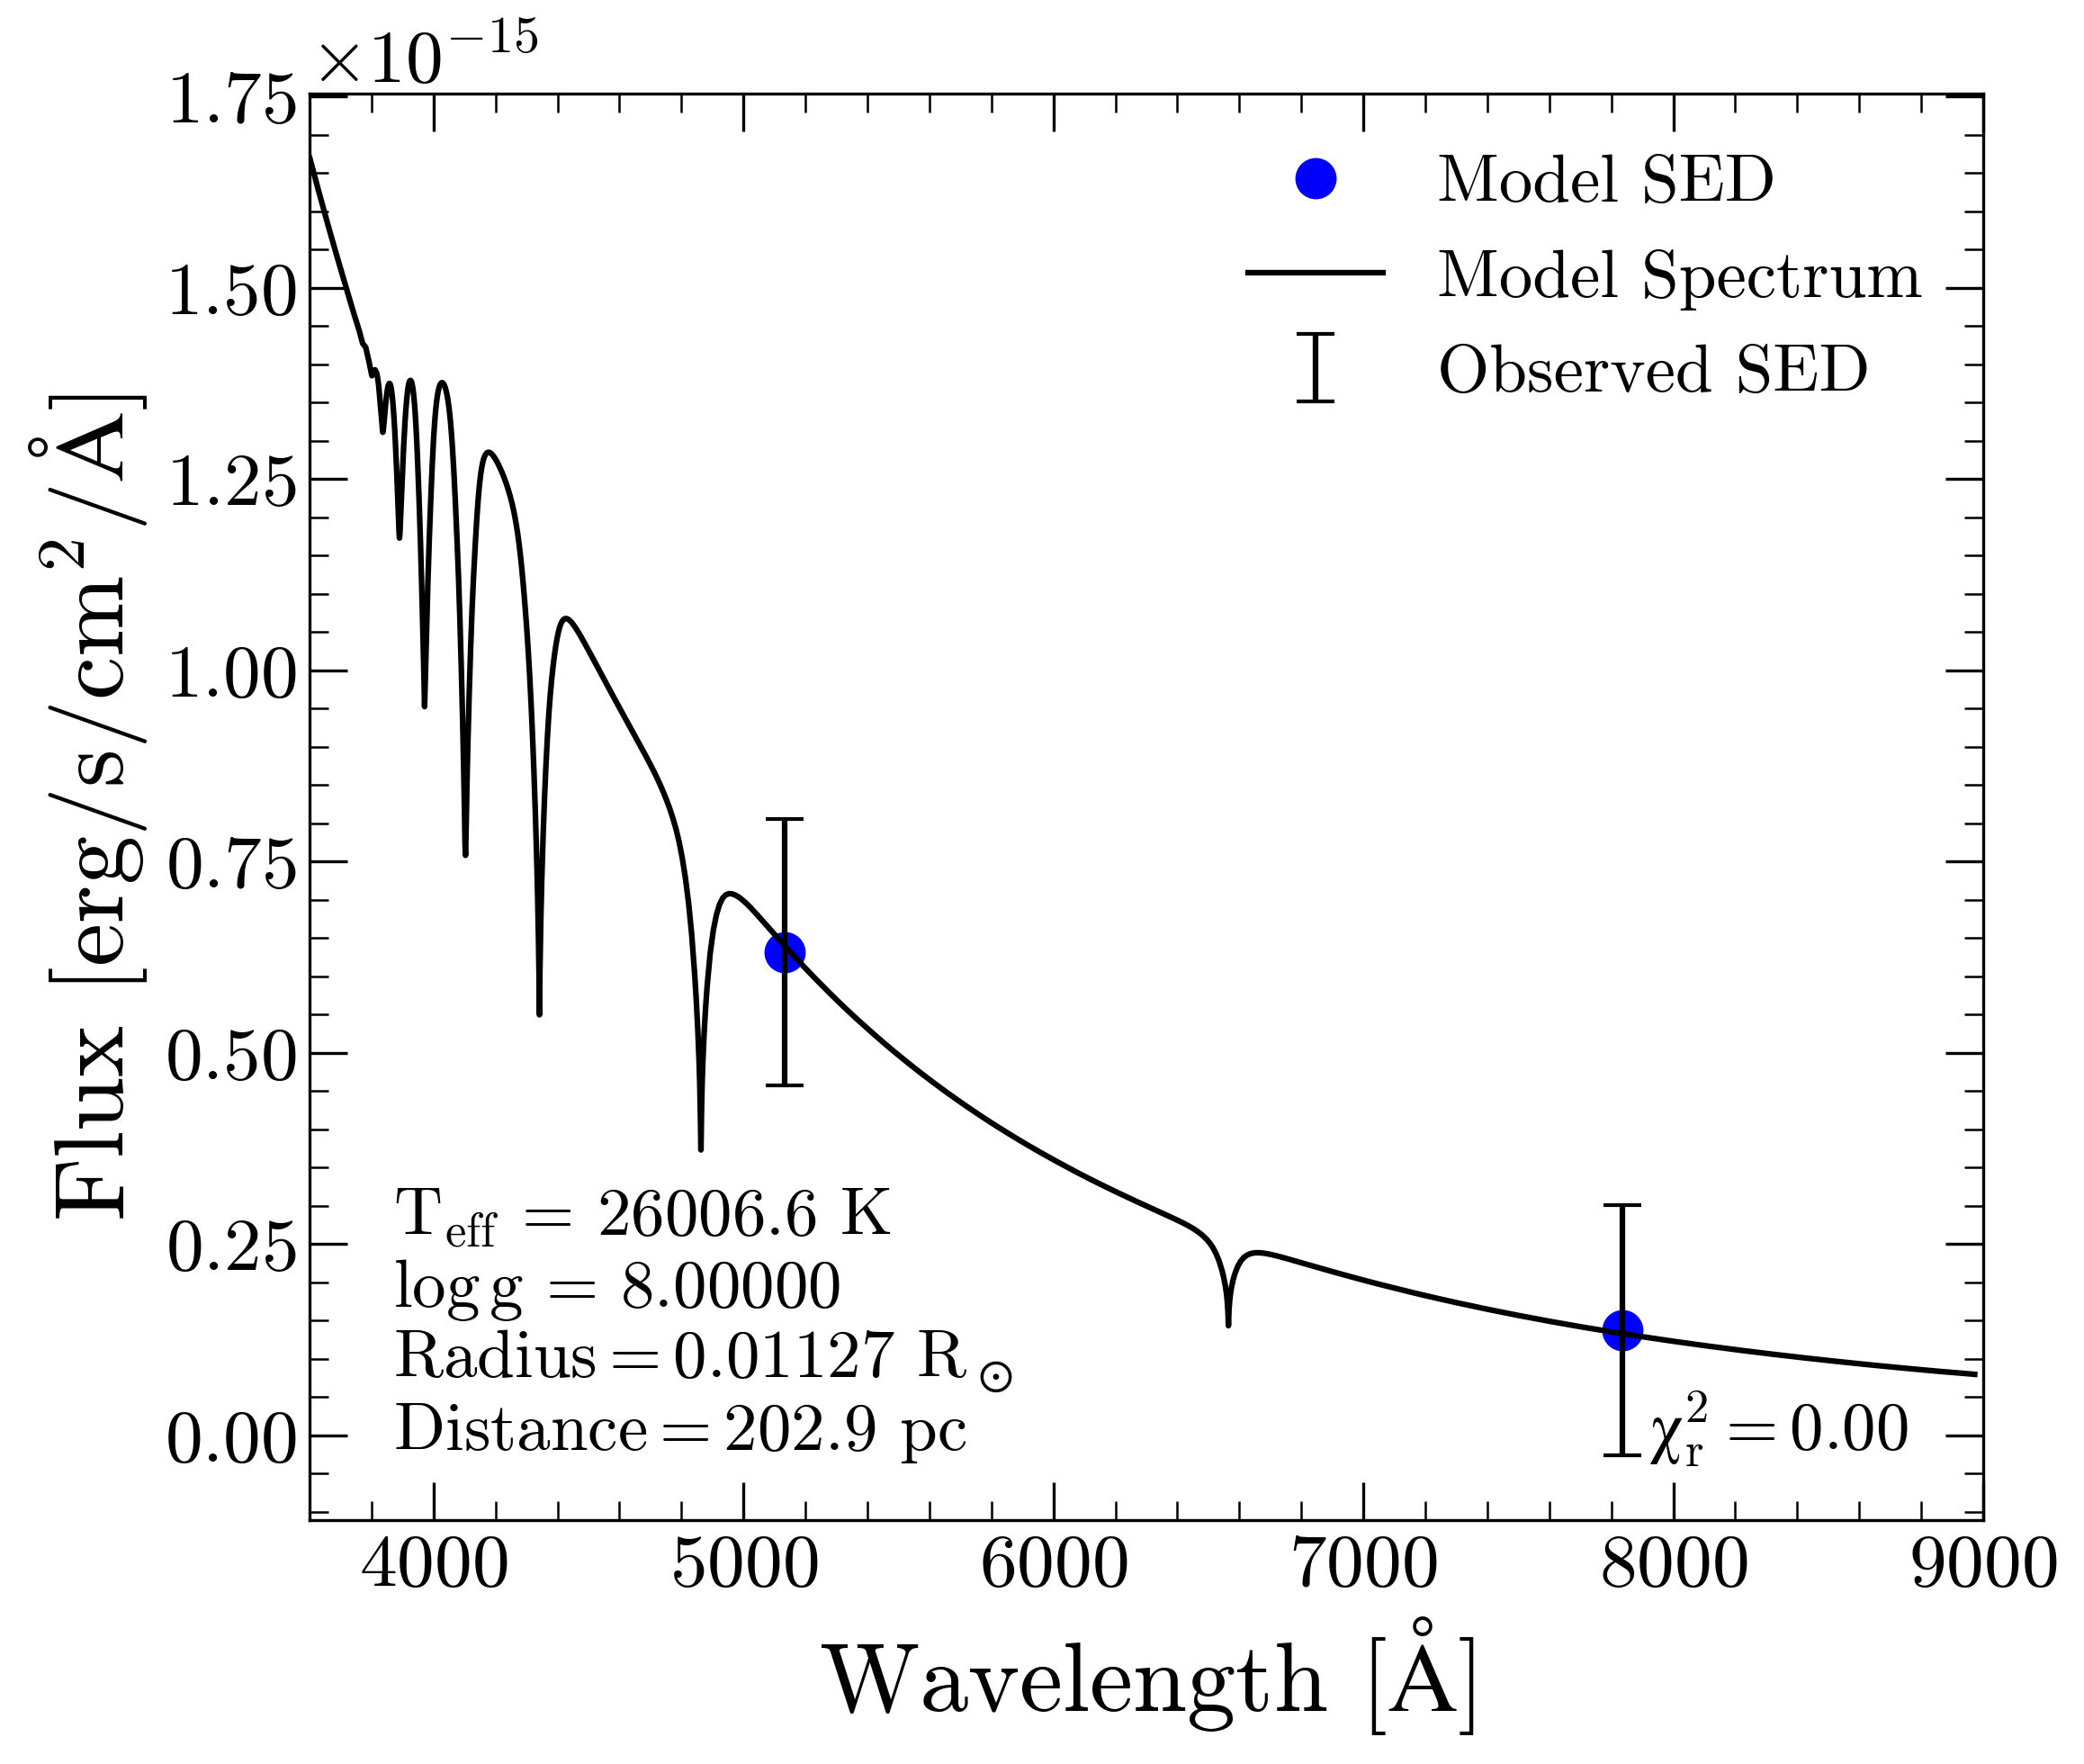 ×10⁻¹⁵
1.75
1.50
1.25
1.00
0.75
0.50
0.25
0.00
Flux [erg/s/cm²/Å]
Model SED
Model Spectrum
Observed SED
T_eff = 26006.6 K
log g = 8.00000
Radius = 0.01127 R_⊙
Distance = 202.9 pc
χ²_r = 0.00
4000 5000 6000 7000 8000 9000
Wavelength [Å]